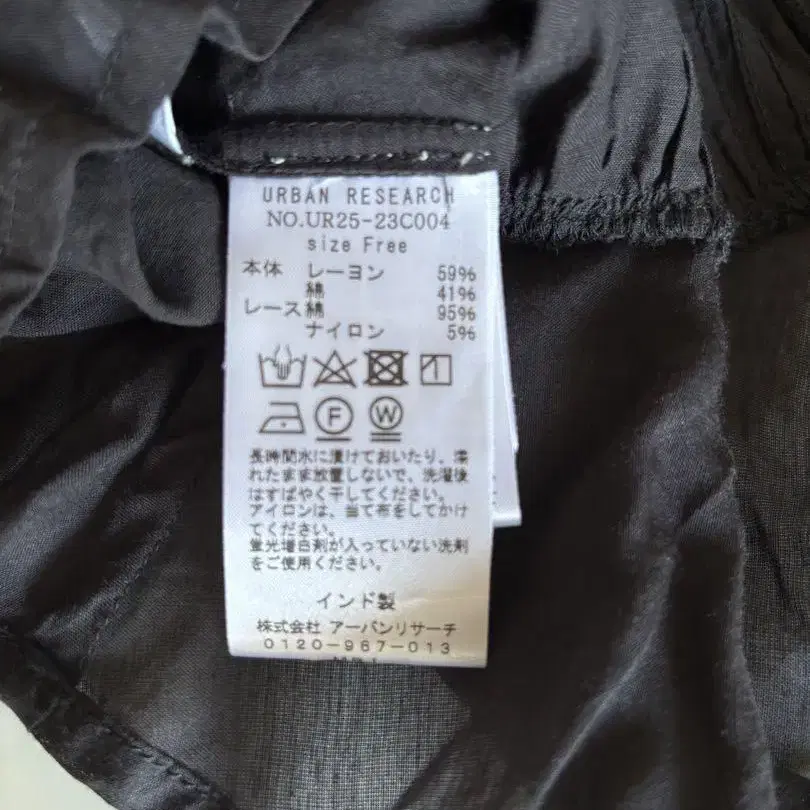 URBAN RESEARCH
NO.UR25-23C004
size Free
本体 レーヨン 59%
綿 41%
レース綿 95%
ナイロン 5%
F W
長時間水に漬けておいたり、濡
れたまま放置しないで、洗濯後
はすばやく干してください。
アイロンは、当て布をしてかけ
てください。
蛍光増白剤が入っていない洗剤
をご使用ください。
インド製
株式会社 アーバンリサーチ
0120-967-013